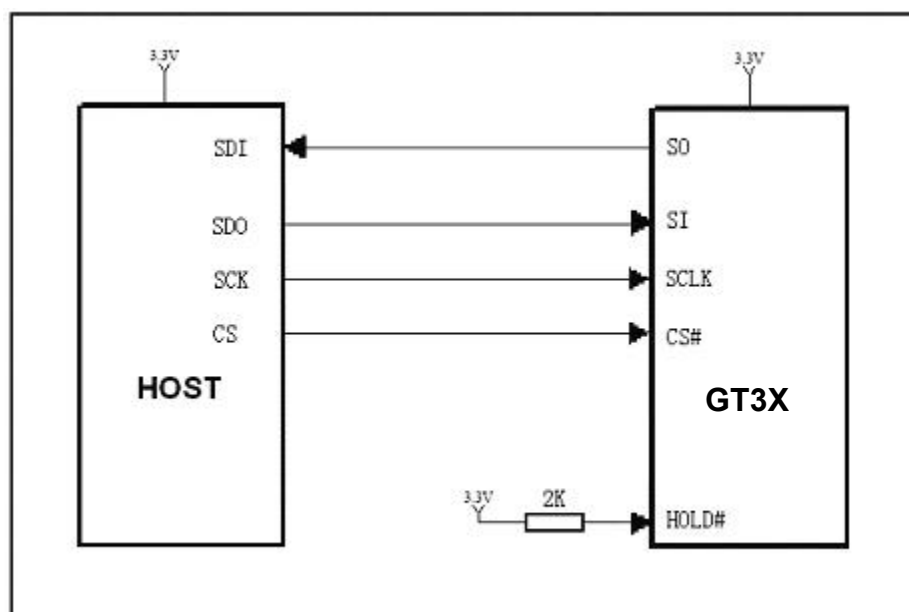 3.3V 3.3V
SDI SO
SDO SI
SCK SCLK
CS CS#
HOST GT3X
3.3V 2K HOLD#